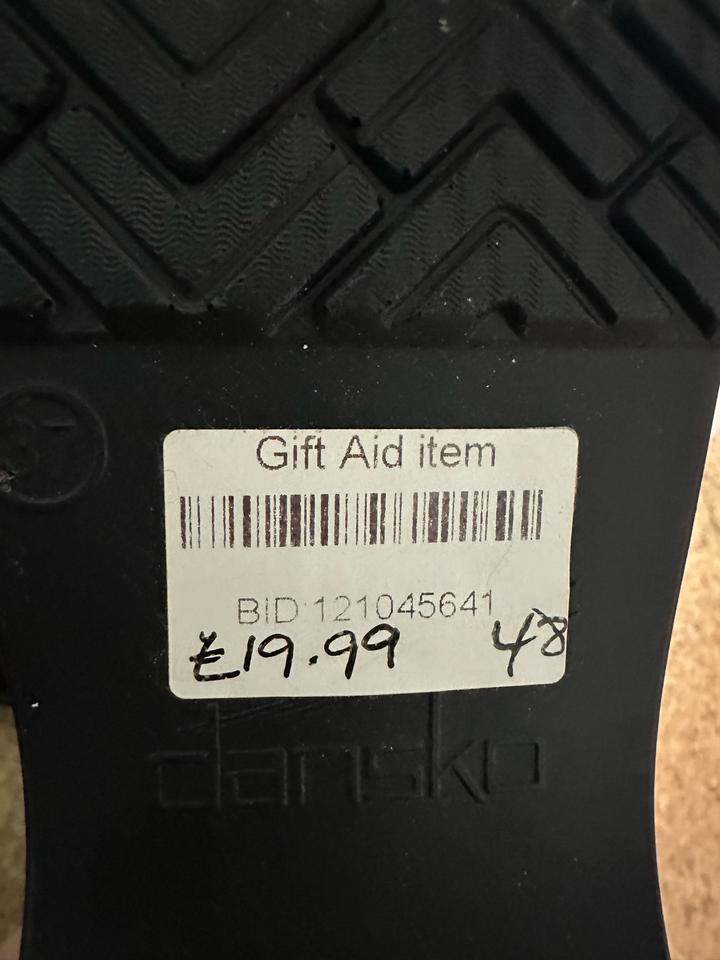 37
Gift Aid item
BID:121045641
£19.99 48
dansko